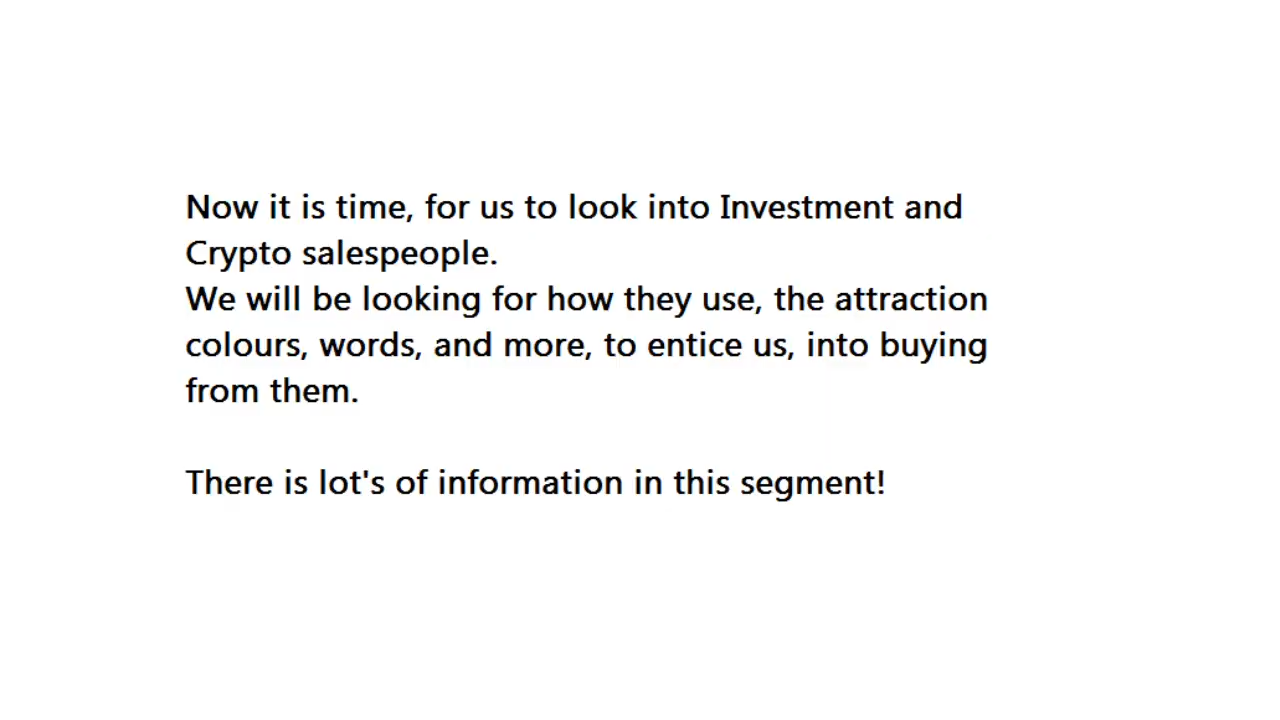 Now it is time, for us to look into Investment and
Crypto salespeople.
We will be looking for how they use, the attraction
colours, words, and more, to entice us, into buying
from them.
There is lot's of information in this segment!